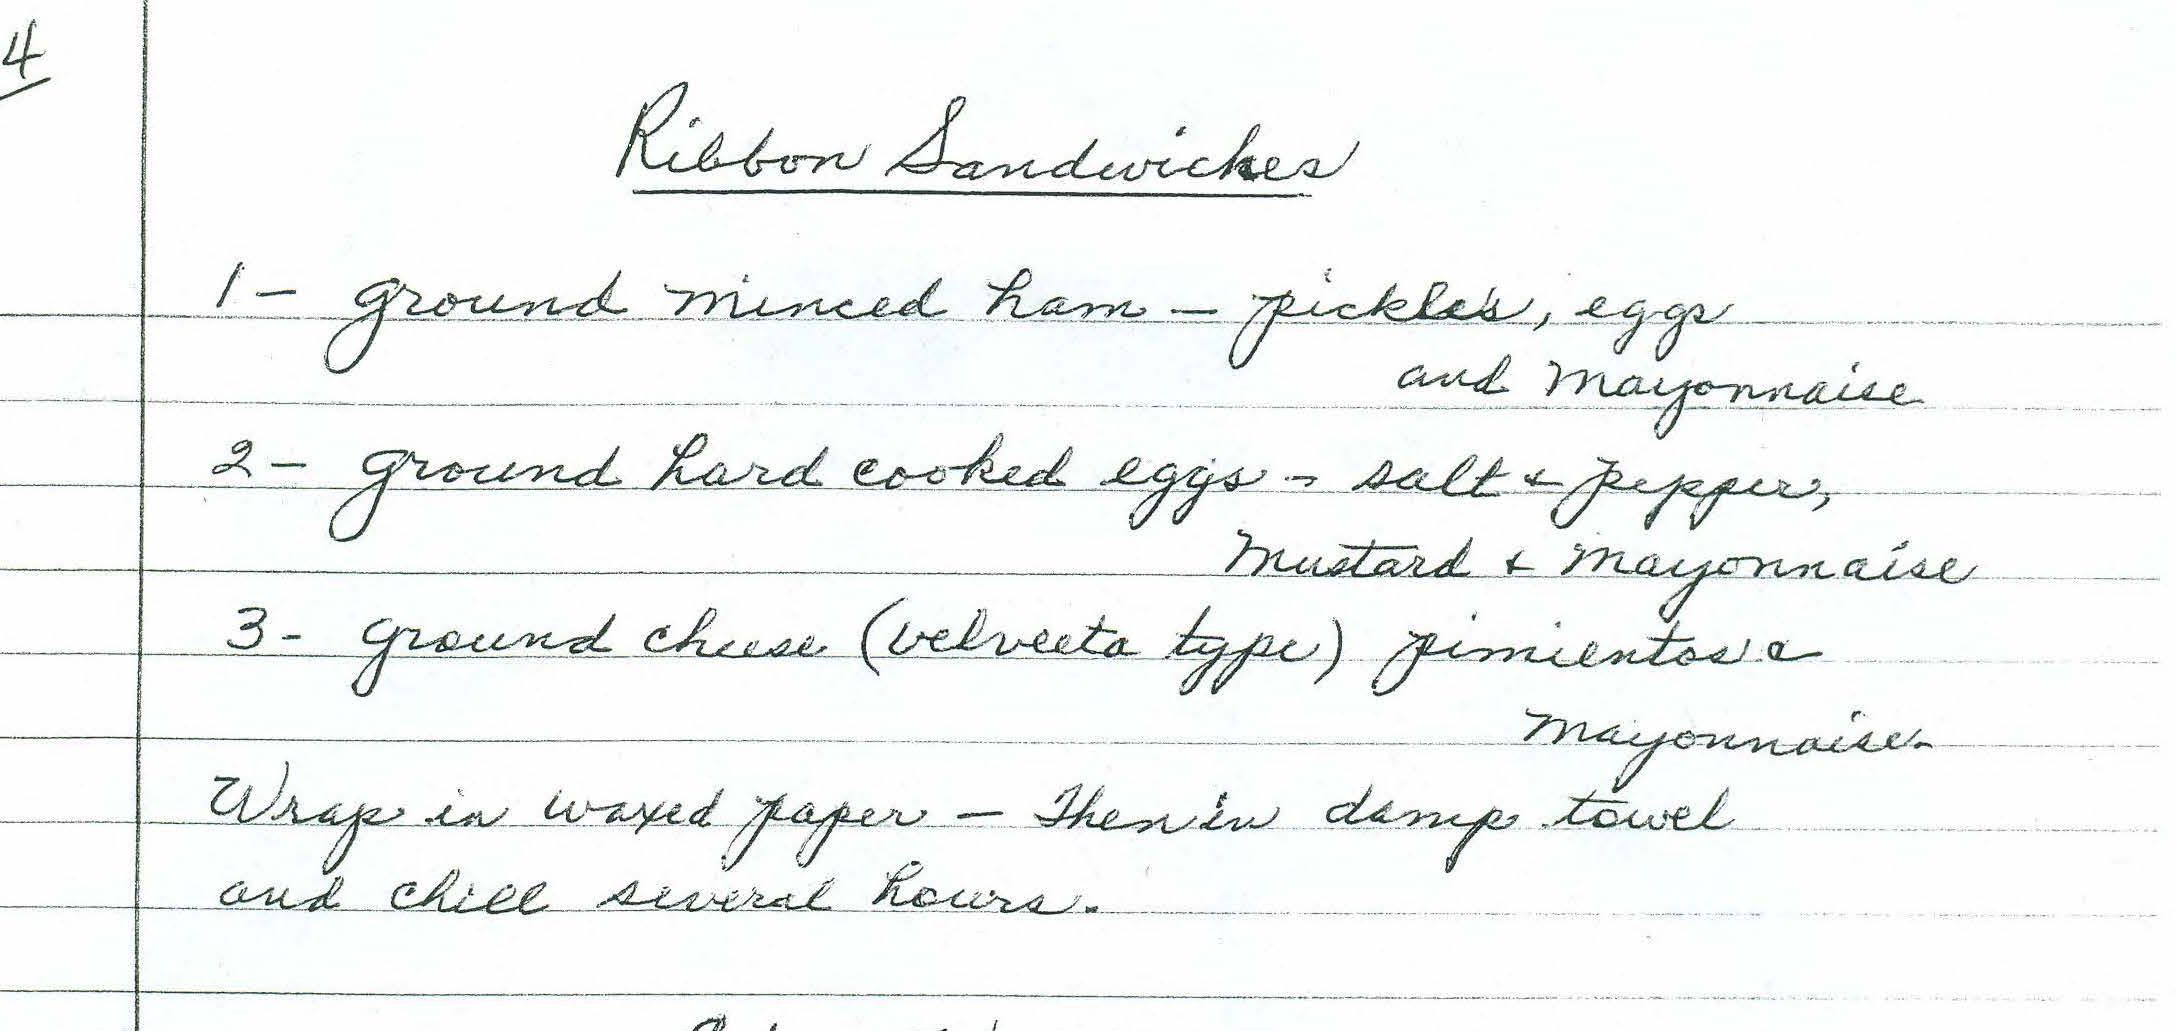 4
Ribbon Sandwiches
1 - ground minced ham - pickles, eggs
and Mayonnaise
2 - ground hard cooked eggs - salt & pepper,
Mustard & Mayonnaise
3 - ground cheese (velveeta type) pimientos &
Mayonnaise.
Wrap in waxed paper - Then in damp towel
and chill several hours.